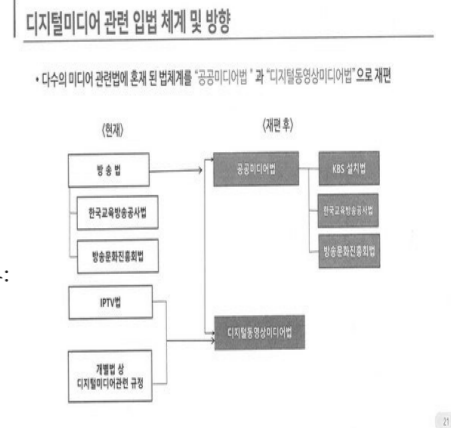 디지털미디어 관련 입법 체계 및 방향
• 다수의 미디어 관련법에 혼재 된 법체계를 “공공미디어법 ” 과 “디지털동영상미디어법”으로 재편
〈현재〉
〈재편 후〉
방 송 법
공공미디어법
KBS 설치법
한국교육방송공사법
한국교육방송공사법
방송문화진흥회법
방송문화진흥회법
IPTV법
디지털동영상미디어법
개별법 상
디지털미디어관련 규정
21